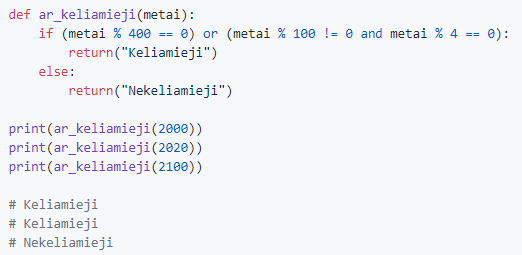 def ar_keliamieji(metai):
    if (metai % 400 == 0) or (metai % 100 != 0 and metai % 4 == 0):
        return("Keliamieji")
    else:
        return("Nekeliamieji")

print(ar_keliamieji(2000))
print(ar_keliamieji(2020))
print(ar_keliamieji(2100))

# Keliamieji
# Keliamieji
# Nekeliamieji